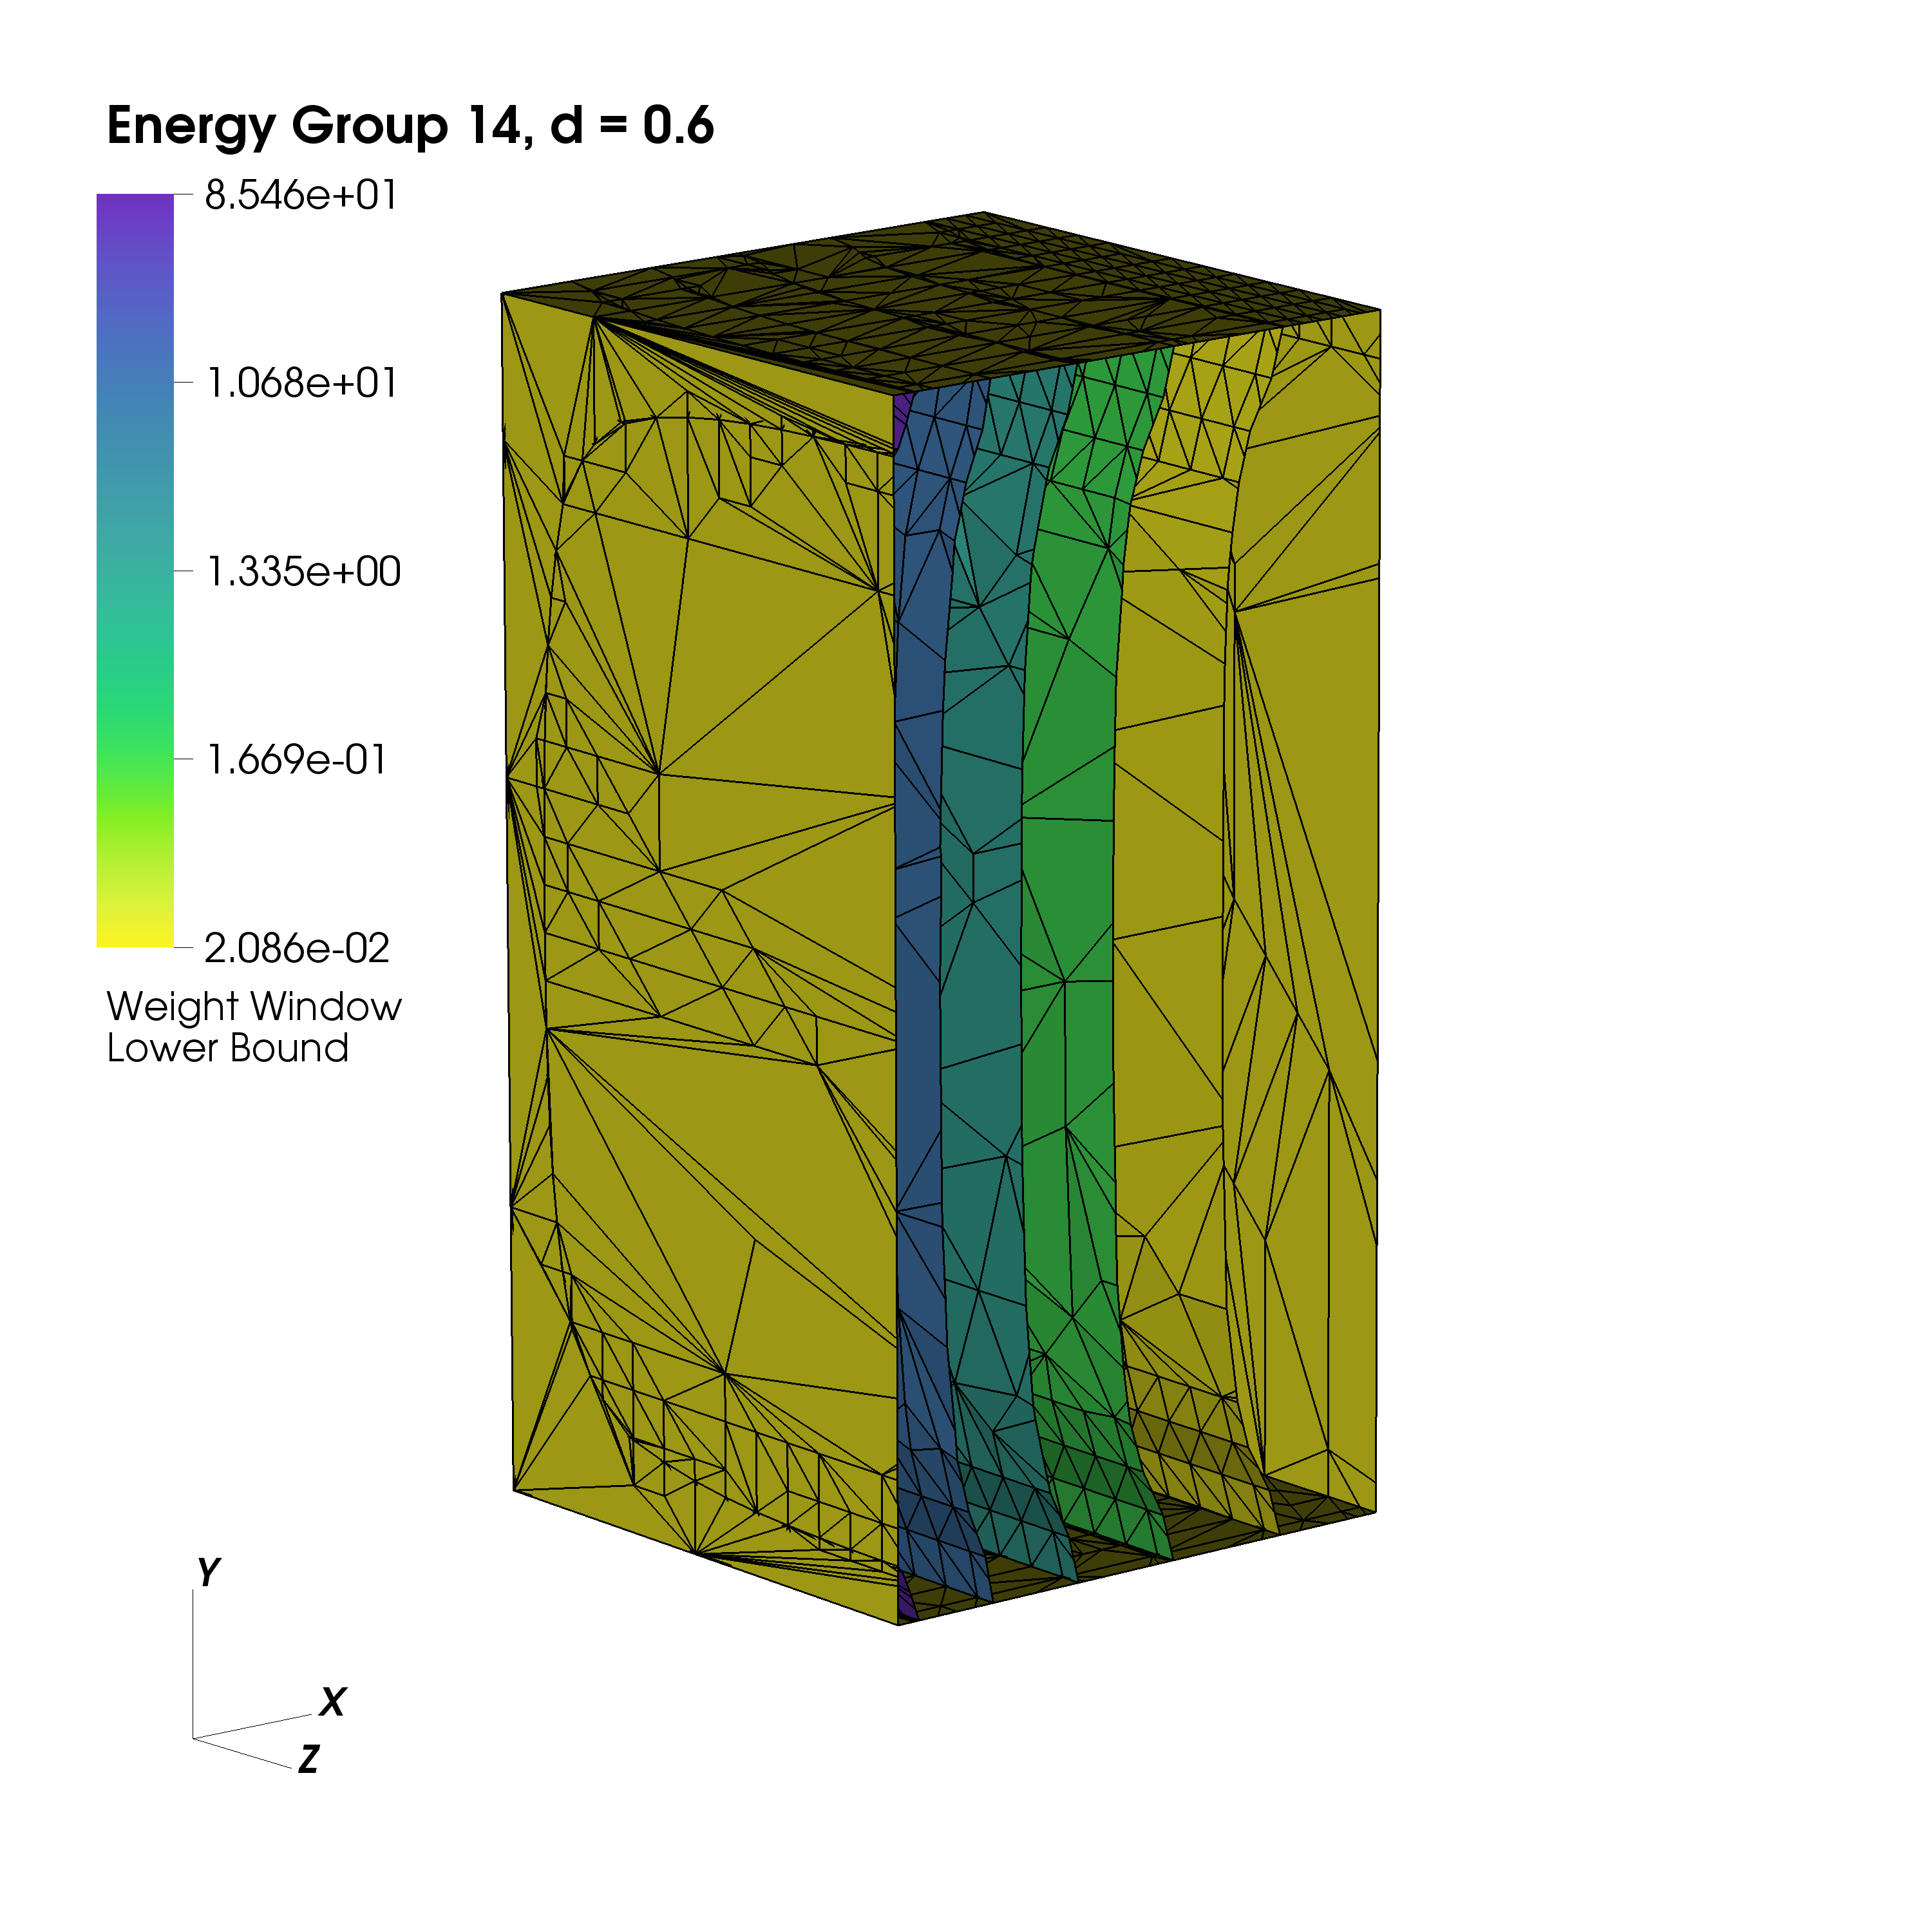 Energy Group 14, d = 0.6
8.546e+01
1.068e+01
1.335e+00
1.669e-01
2.086e-02
Weight Window
Lower Bound
Y
X
Z